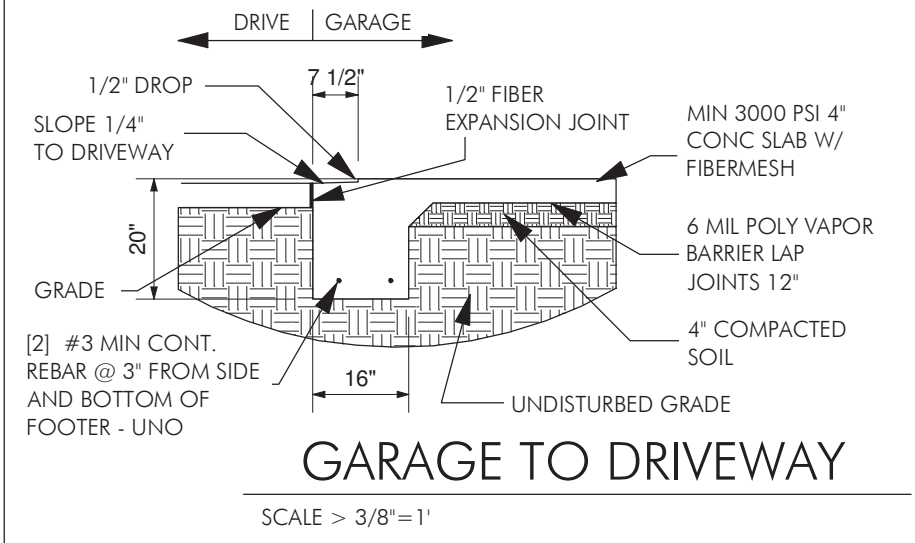 DRIVE GARAGE
7 1/2"
1/2" DROP
1/2" FIBER
EXPANSION JOINT
SLOPE 1/4"
TO DRIVEWAY
MIN 3000 PSI 4"
CONC SLAB W/
FIBERMESH
20"
6 MIL POLY VAPOR
BARRIER LAP
JOINTS 12"
GRADE
4" COMPACTED
SOIL
[2] #3 MIN CONT.
REBAR @ 3" FROM SIDE
AND BOTTOM OF
FOOTER - UNO
16"
UNDISTURBED GRADE
GARAGE TO DRIVEWAY
SCALE > 3/8"=1'